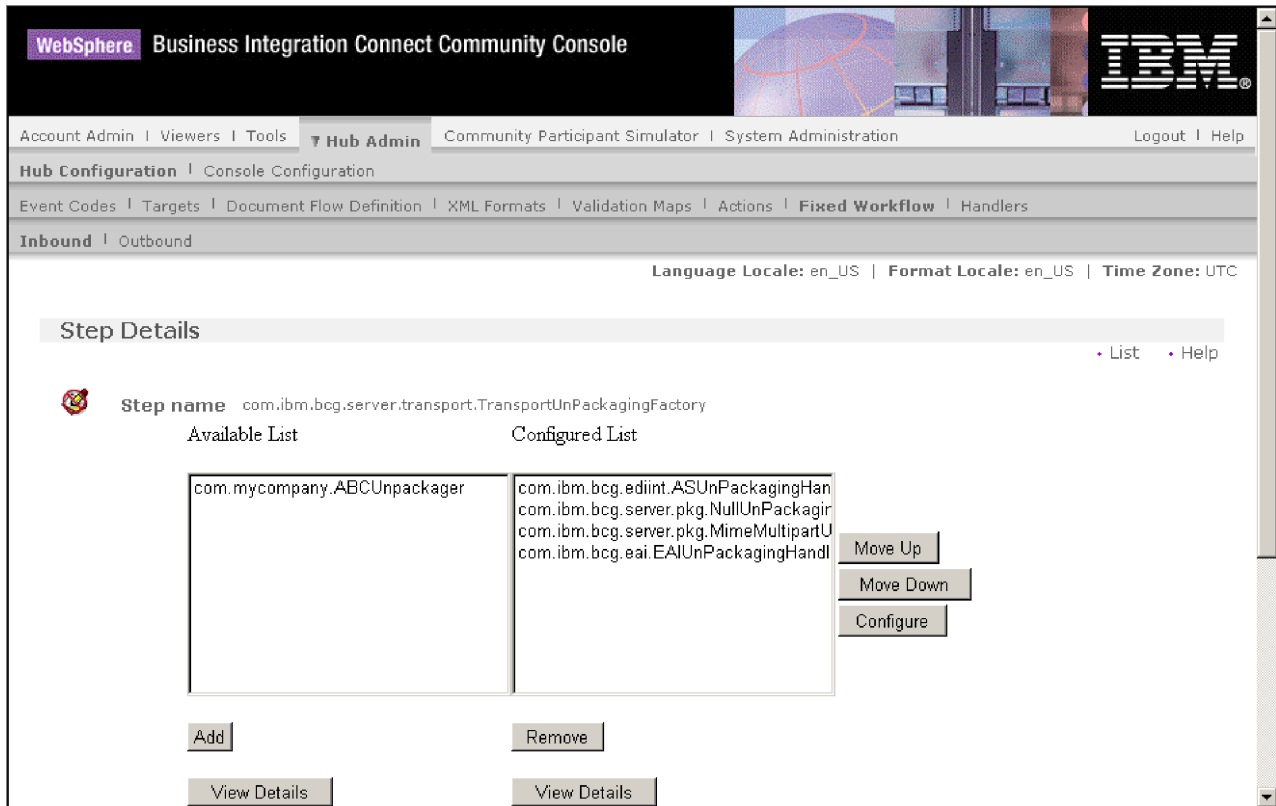 WebSphere Business Integration Connect Community Console
IBM®
Account Admin | Viewers | Tools Hub Admin Community Participant Simulator | System Administration Logout | Help
Hub Configuration | Console Configuration
Event Codes | Targets | Document Flow Definition | XML Formats | Validation Maps | Actions | Fixed Workflow | Handlers
Inbound | Outbound
Language Locale: en_US | Format Locale: en_US | Time Zone: UTC
Step Details
• List • Help
Step name com.ibm.bcg.server.transport.TransportUnPackagingFactory
Available List Configured List
com.mycompany.ABCUnpackager com.ibm.bcg.ediint.ASUnPackagingHan
com.ibm.bcg.server.pkg.NullUnPackagin
com.ibm.bcg.server.pkg.MimeMultipartU
com.ibm.bcg.eai.EAIUnPackagingHandl
Move Up
Move Down
Configure
Add Remove
View Details View Details